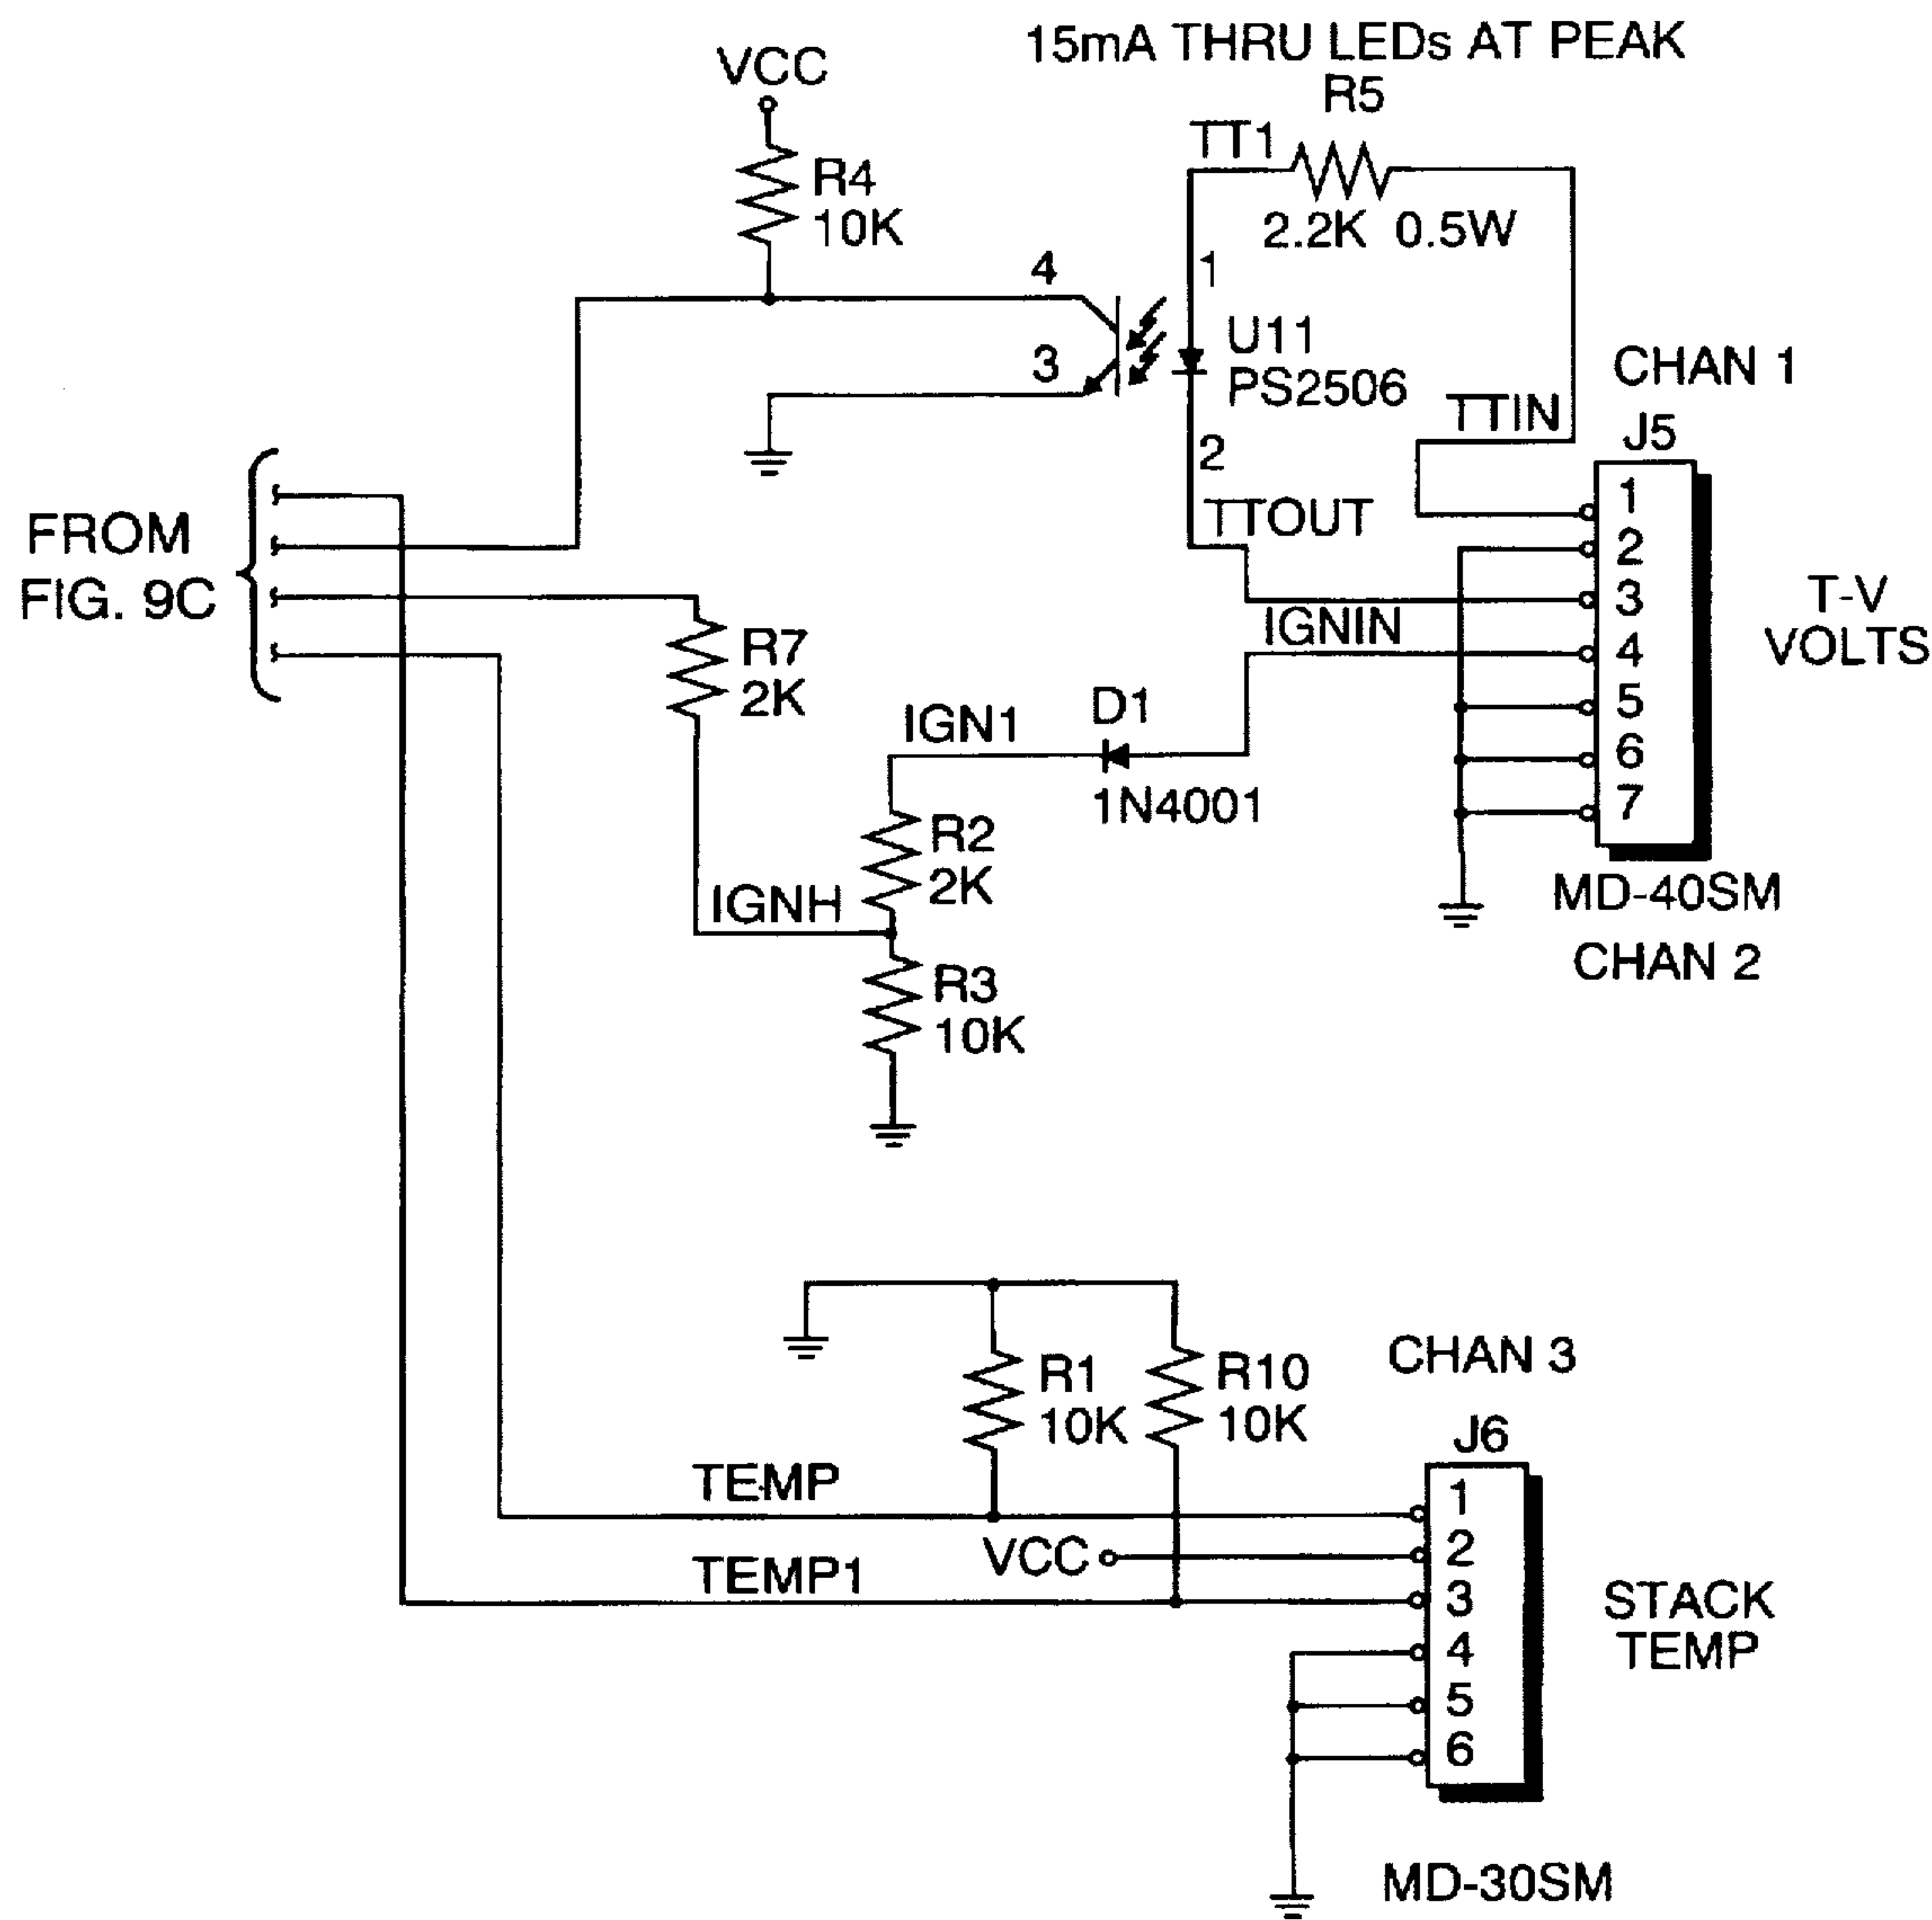 15mA THRU LEDs AT PEAK
VCC
R5
TT1
R4
10K
2.2K 0.5W
4
1
U11
PS2506
3
CHAN 1
TTIN
J5
2
TTOUT
1
2
3
4
5
6
7
T-V
VOLTS
FROM
FIG. 9C
IGNIN
R7
2K
D1
IGN1
1N4001
R2
2K
IGNH
MD-40SM
CHAN 2
R3
10K
CHAN 3
R1
10K
R10
10K
J6
TEMP
VCC
TEMP1
1
2
3
4
5
6
STACK
TEMP
MD-30SM